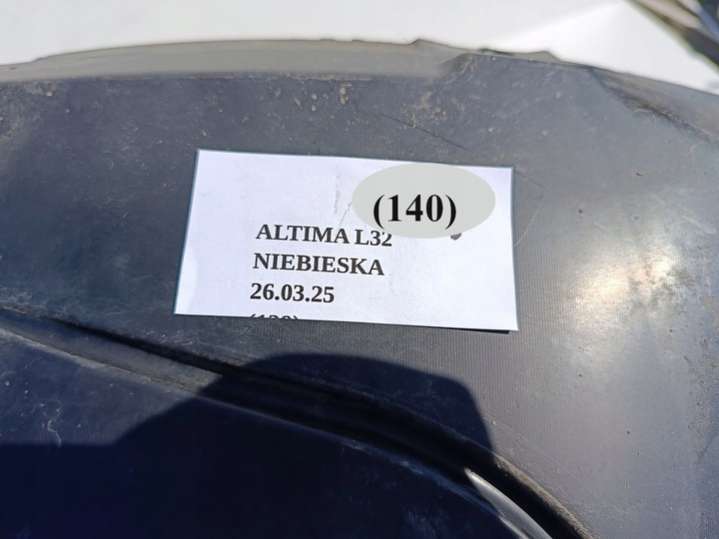 (140)
ALTIMA L32
NIEBIESKA
26.03.25